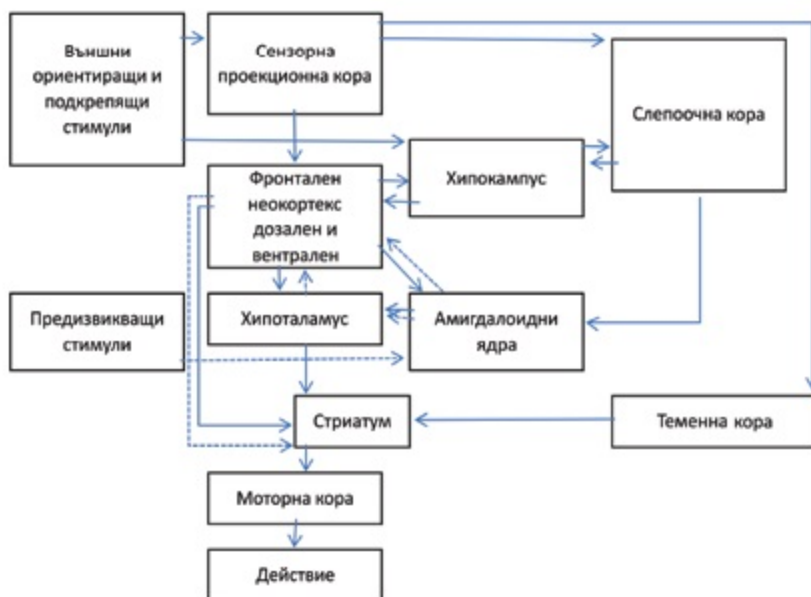 Външни
ориентиращи и
подкрепящи
стимули
Сензорна
проекционна кора
Слепоочна кора
Хипокампус
Фронтален
неокортекс
дозален и
вентрален
Предизвикващи
стимули
Хипоталамус
Амигдалоидни
ядра
Стриатум
Теменна кора
Моторна кора
Действие